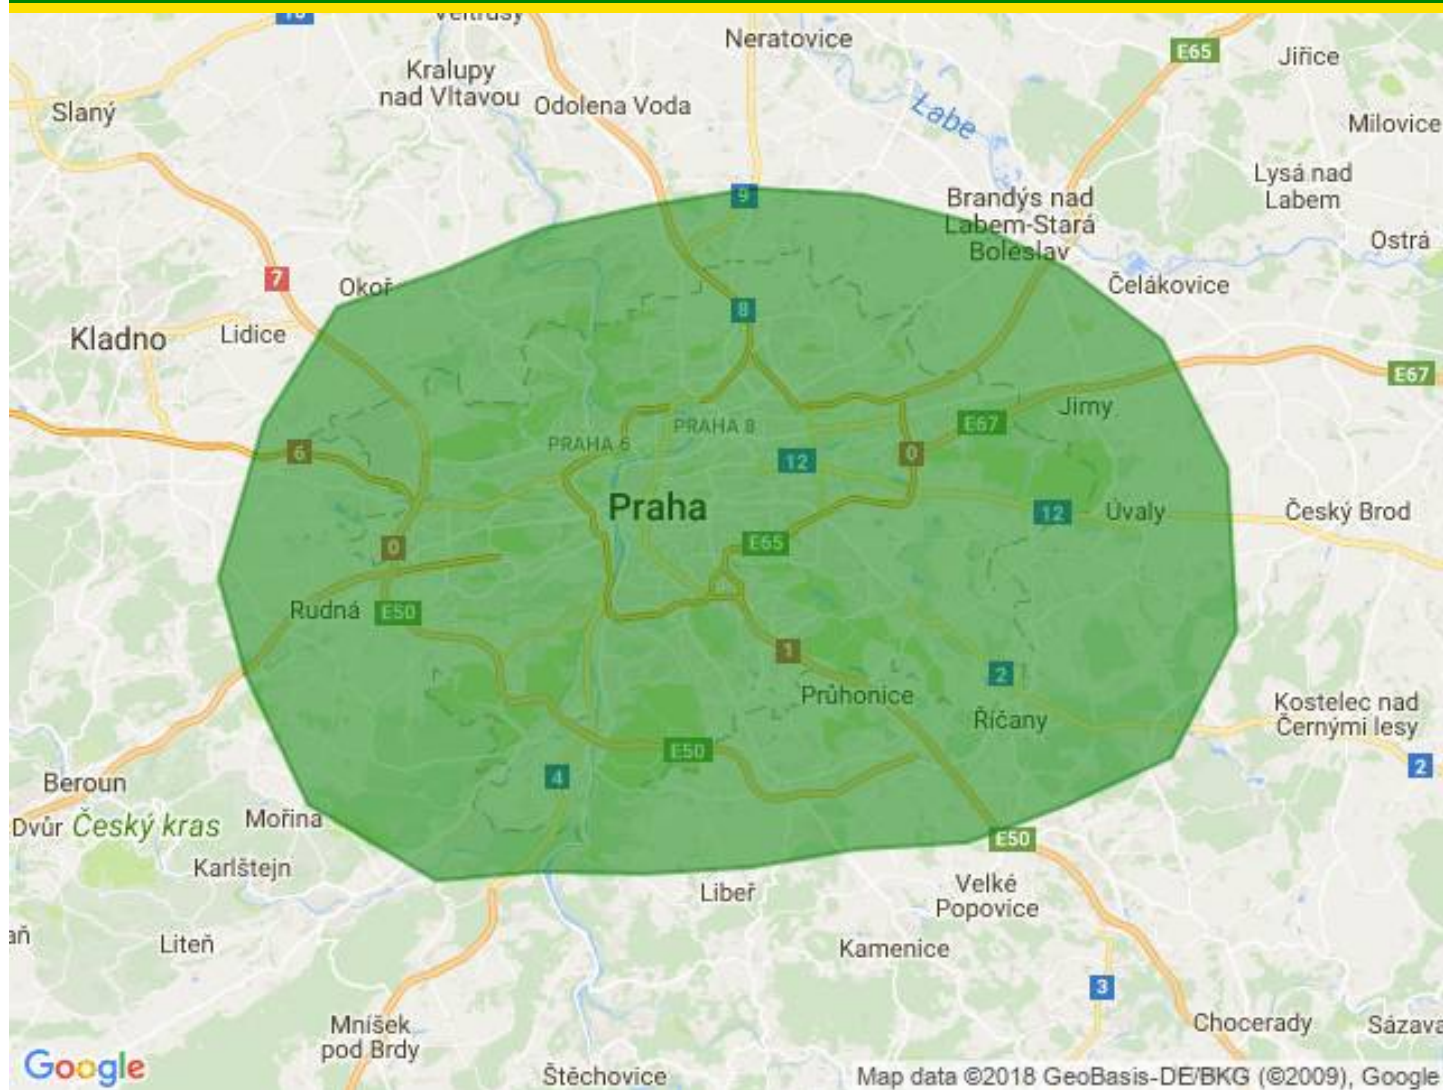 Neratovice
E65
Jiřice
Kralupy
nad Vltavou
Odolena Voda
Slaný
Labe
Milovice
Lysá nad
Labem
9
Brandýs nad
Labem-Stará
Boleslav
Ostrá
7
Okoř
Čelákovice
8
Kladno
Lidice
E67
Jirny
E67
PRAHA 8
PRAHA 6
6
0
12
Praha
12
Úvaly
Český Brod
0
E65
Rudná
E50
1
2
Průhonice
Říčany
Kostelec nad
Černými lesy
E50
4
2
Beroun
Mořina
Dvůr
Český kras
E50
Karlštejn
Libeř
Velké
Popovice
aň
Liteň
Kamenice
3
Mníšek
pod Brdy
Chocerady
Sázava
Google
Štěchovice
Map data ©2018 GeoBasis-DE/BKG (©2009), Google